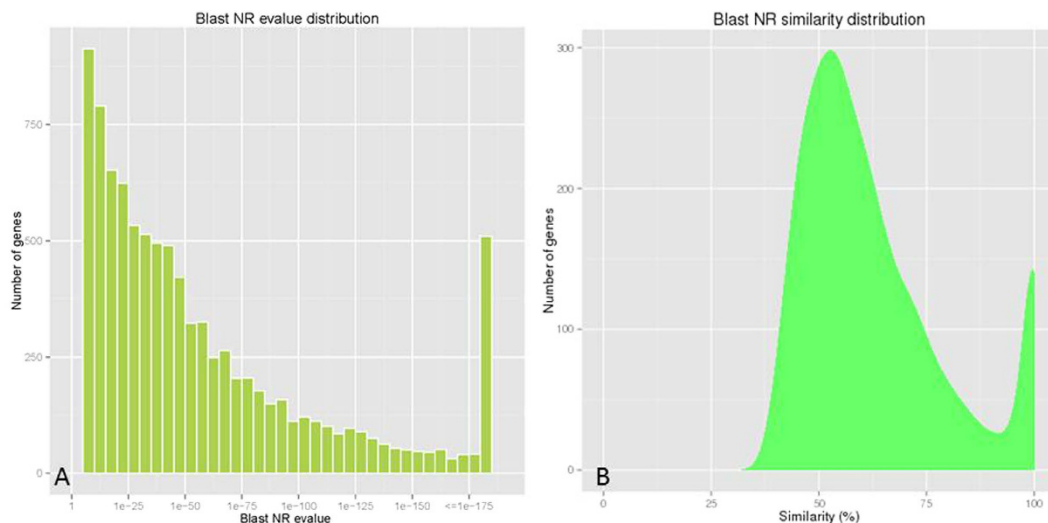 Blast NR evalue distribution
Number of genes
750
500
250
0
A
1
1e-25
1e-50
1e-75
1e-100
1e-125
1e-150
<=1e-175
Blast NR evalue
Blast NR similarity distribution
Number of genes
300
200
100
0
B
0
25
50
75
100
Similarity (%)